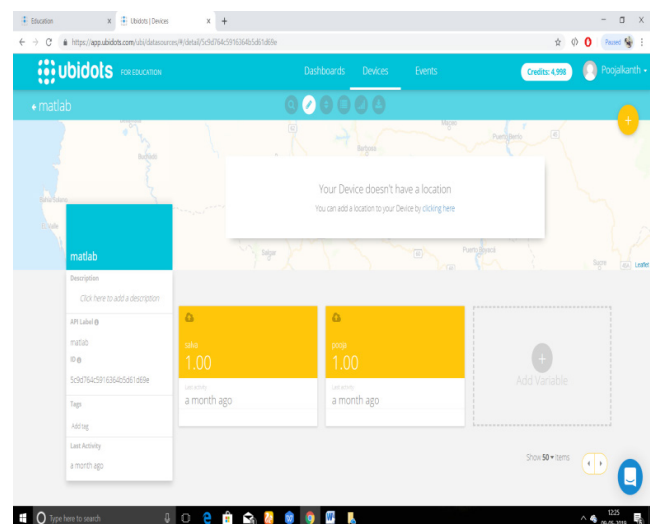 Education
Ubidots | Devices
https://app.ubidots.com/ubi/datasources/#/detail/5c9d764c5916364b5d61d69e
Paused
ubidots FOR EDUCATION
Dashboards Devices Events
Credits: 4,998
Poojalkanth
matlab
Your Device doesn't have a location
You can add a location to your Device by clicking here
Leaflet
matlab
Description
Click here to add a description
API Label
matlab
ID
5c9d764c5916364b5d61d69e
Tags
Add tag
Last Activity
a month ago
1.00
Last activity
a month ago
pooja
1.00
Last activity
a month ago
Add Variable
Show 50 items
Type here to search
1225